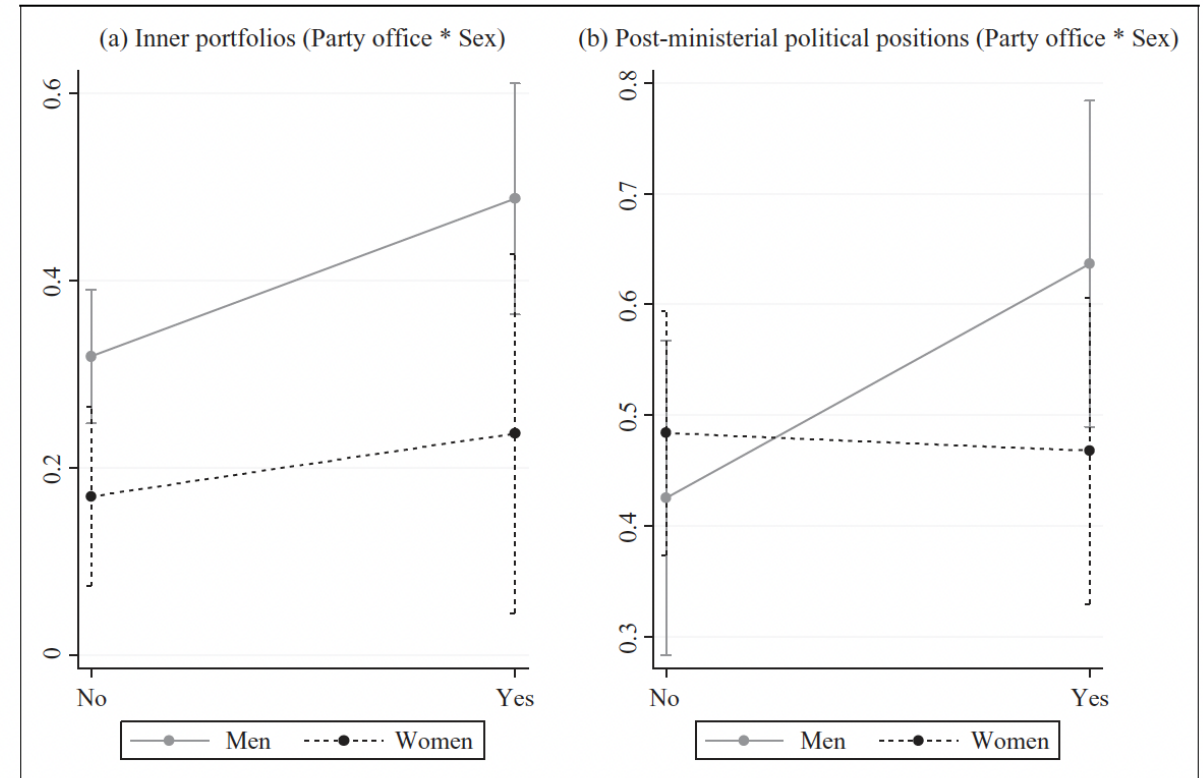 (a) Inner portfolios (Party office * Sex)
0.6
0.4
0.2
0
No
Yes
Men
Women
(b) Post-ministerial political positions (Party office * Sex)
0.8
0.7
0.6
0.5
0.4
0.3
No
Yes
Men
Women